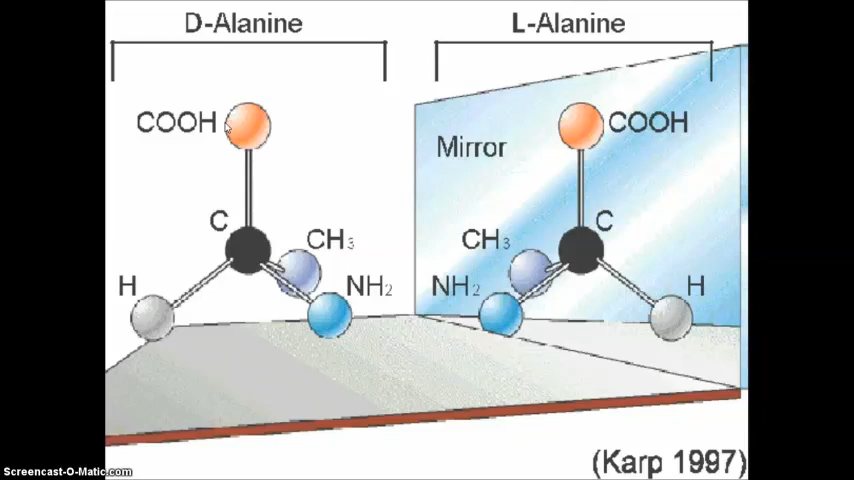 D-Alanine
L-Alanine
COOH
COOH
Mirror
C
C
CH₃
CH₃
H
NH₂
NH₂
H
(Karp 1997)
Screencast-O-Matic.com